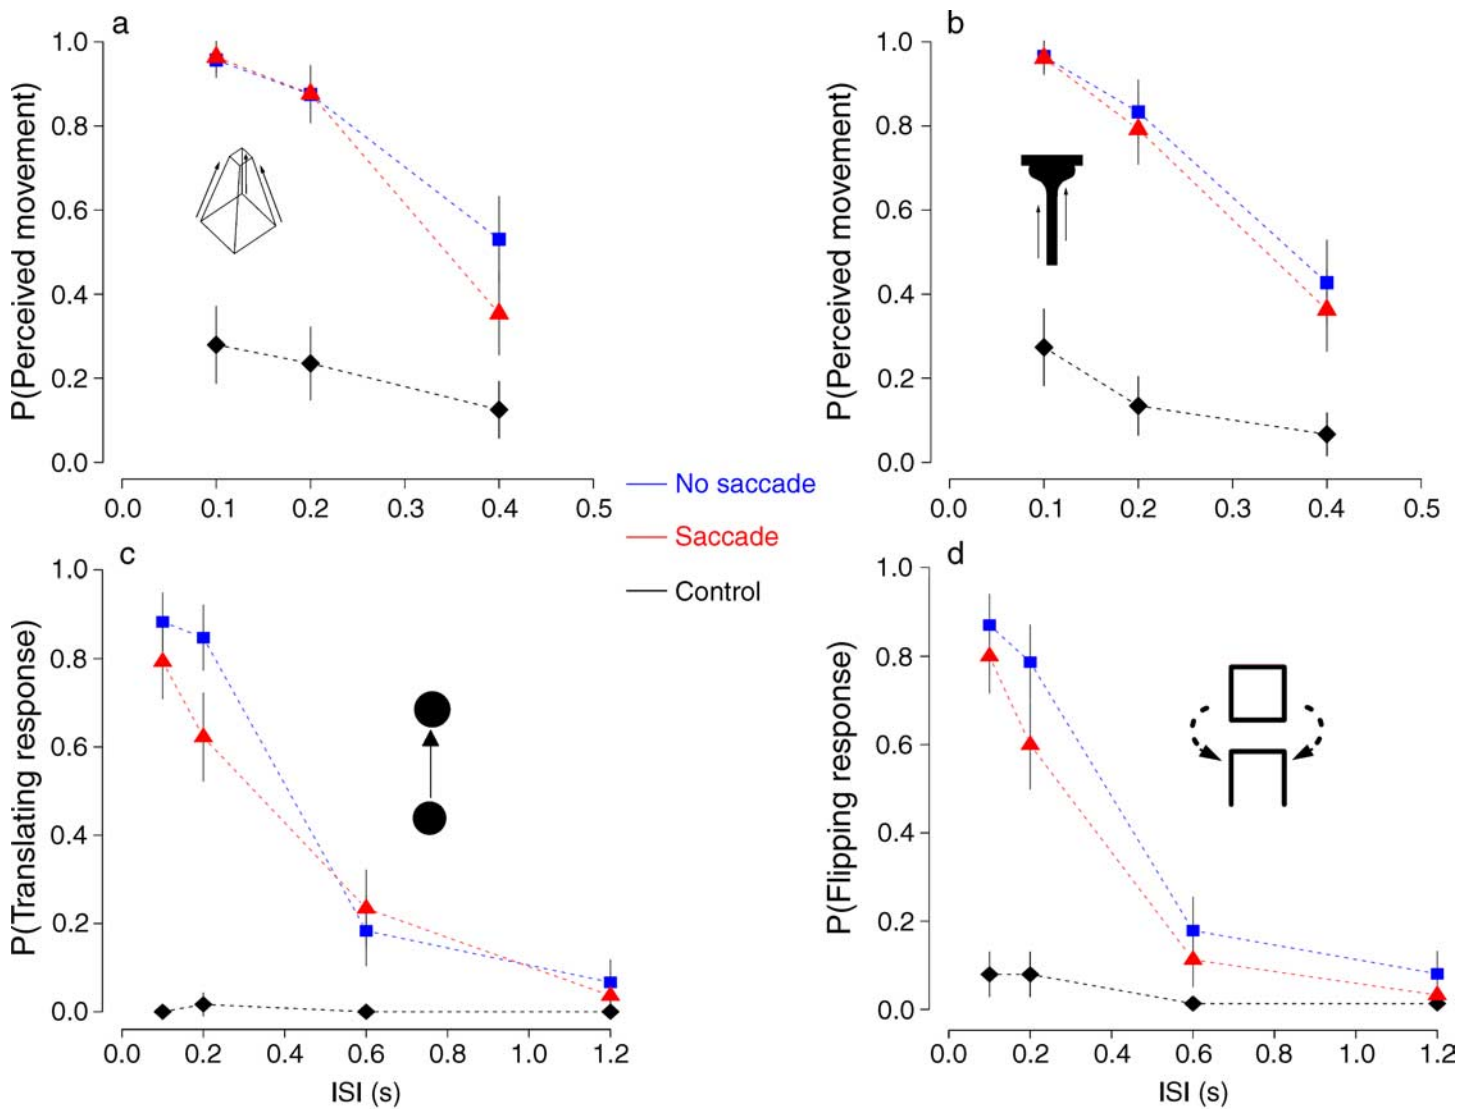 a
P(Perceived movement)
1.0
0.8
0.6
0.4
0.2
0.0
0.0 0.1 0.2 0.3 0.4 0.5
b
P(Perceived movement)
1.0
0.8
0.6
0.4
0.2
0.0
0.0 0.1 0.2 0.3 0.4 0.5
No saccade
Saccade
Control
c
P(Translating response)
1.0
0.8
0.6
0.4
0.2
0.0
0.0 0.2 0.4 0.6 0.8 1.0 1.2
ISI (s)
d
P(Flipping response)
1.0
0.8
0.6
0.4
0.2
0.0
0.0 0.2 0.4 0.6 0.8 1.0 1.2
ISI (s)